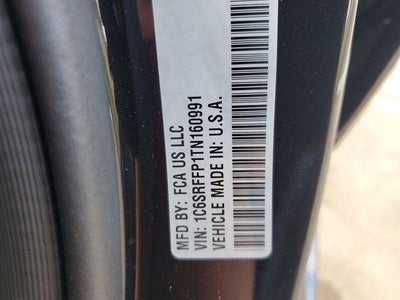 MFD BY: FCA US LLC
VIN: 1C6SRFFP1TN160991
VEHICLE MADE IN: U.S.A.